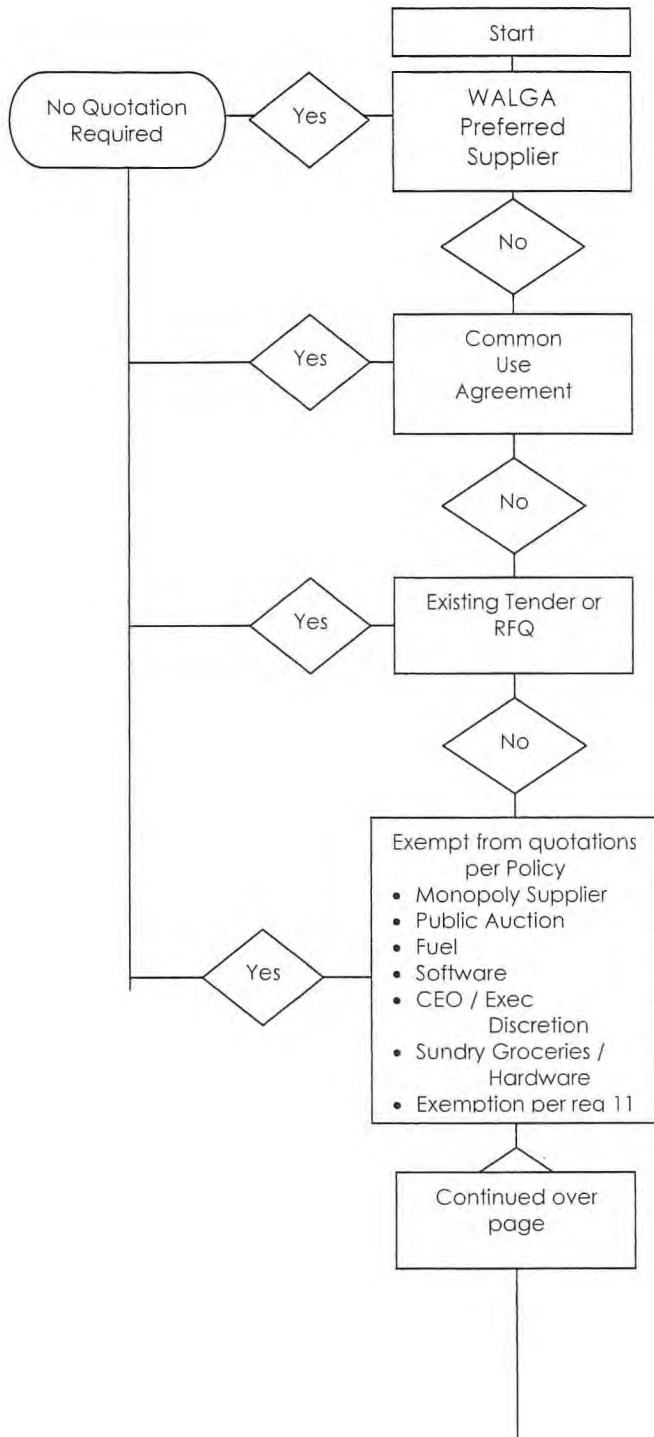 Start
No Quotation
Required
Yes
WALGA
Preferred
Supplier
No
Yes
Common
Use
Agreement
No
Yes
Existing Tender or
RFQ
No
Exempt from quotations
per Policy
• Monopoly Supplier
• Public Auction
• Fuel
• Software
• CEO / Exec
Discretion
• Sundry Groceries /
Hardware
• Exemption per reg 11
Yes
Continued over
page